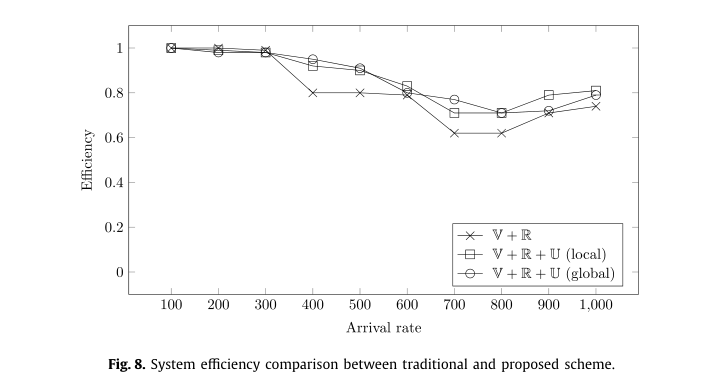 1
0.8
0.6
0.4
0.2
0
Efficiency
𝕍 + ℝ
𝕍 + ℝ + 𝕌 (local)
𝕍 + ℝ + 𝕌 (global)
100 200 300 400 500 600 700 800 900 1,000
Arrival rate
Fig. 8. System efficiency comparison between traditional and proposed scheme.